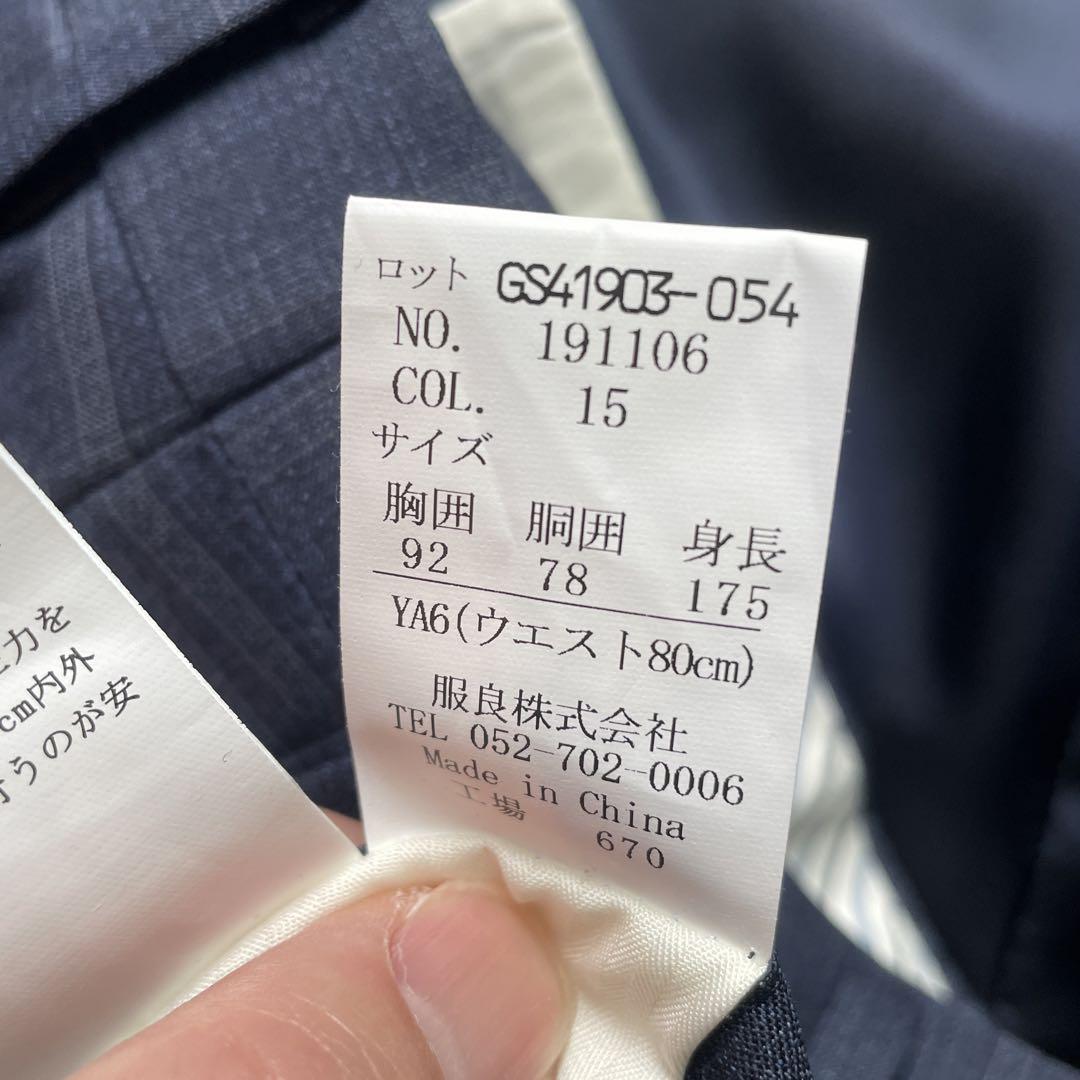 ロット GS41903-054
NO. 191106
COL. 15
サイズ
胸囲 胴囲 身長
92 78 175
YA6(ウエスト80cm)
服良株式会社
TEL 052-702-0006
Made in China
工場 670
力を
cm内外
うのが安